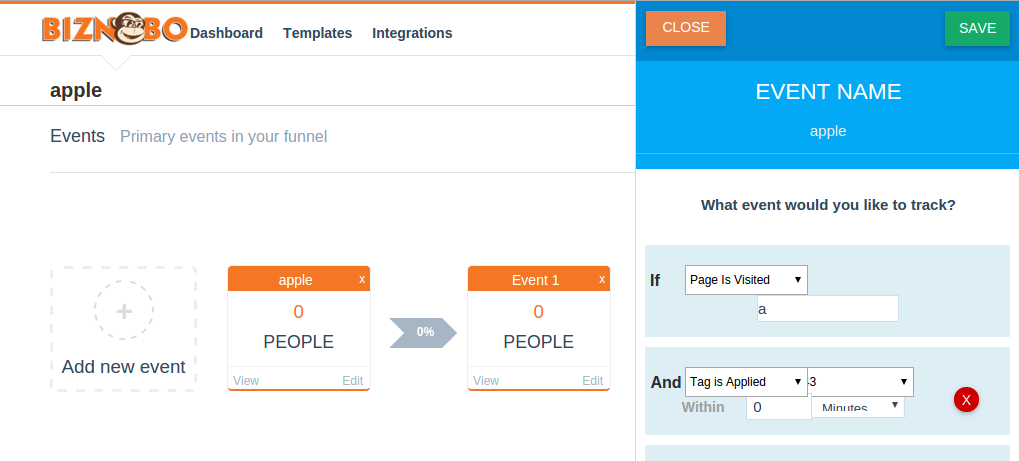 BIZNOBO Dashboard Templates Integrations
apple
Events Primary events in your funnel
+
Add new event
apple x
0
PEOPLE
View Edit
0%
Event 1 x
0
PEOPLE
View Edit
CLOSE SAVE
EVENT NAME
apple
What event would you like to track?
If Page Is Visited
a
And Tag is Applied -3
Within 0 Minutes
X